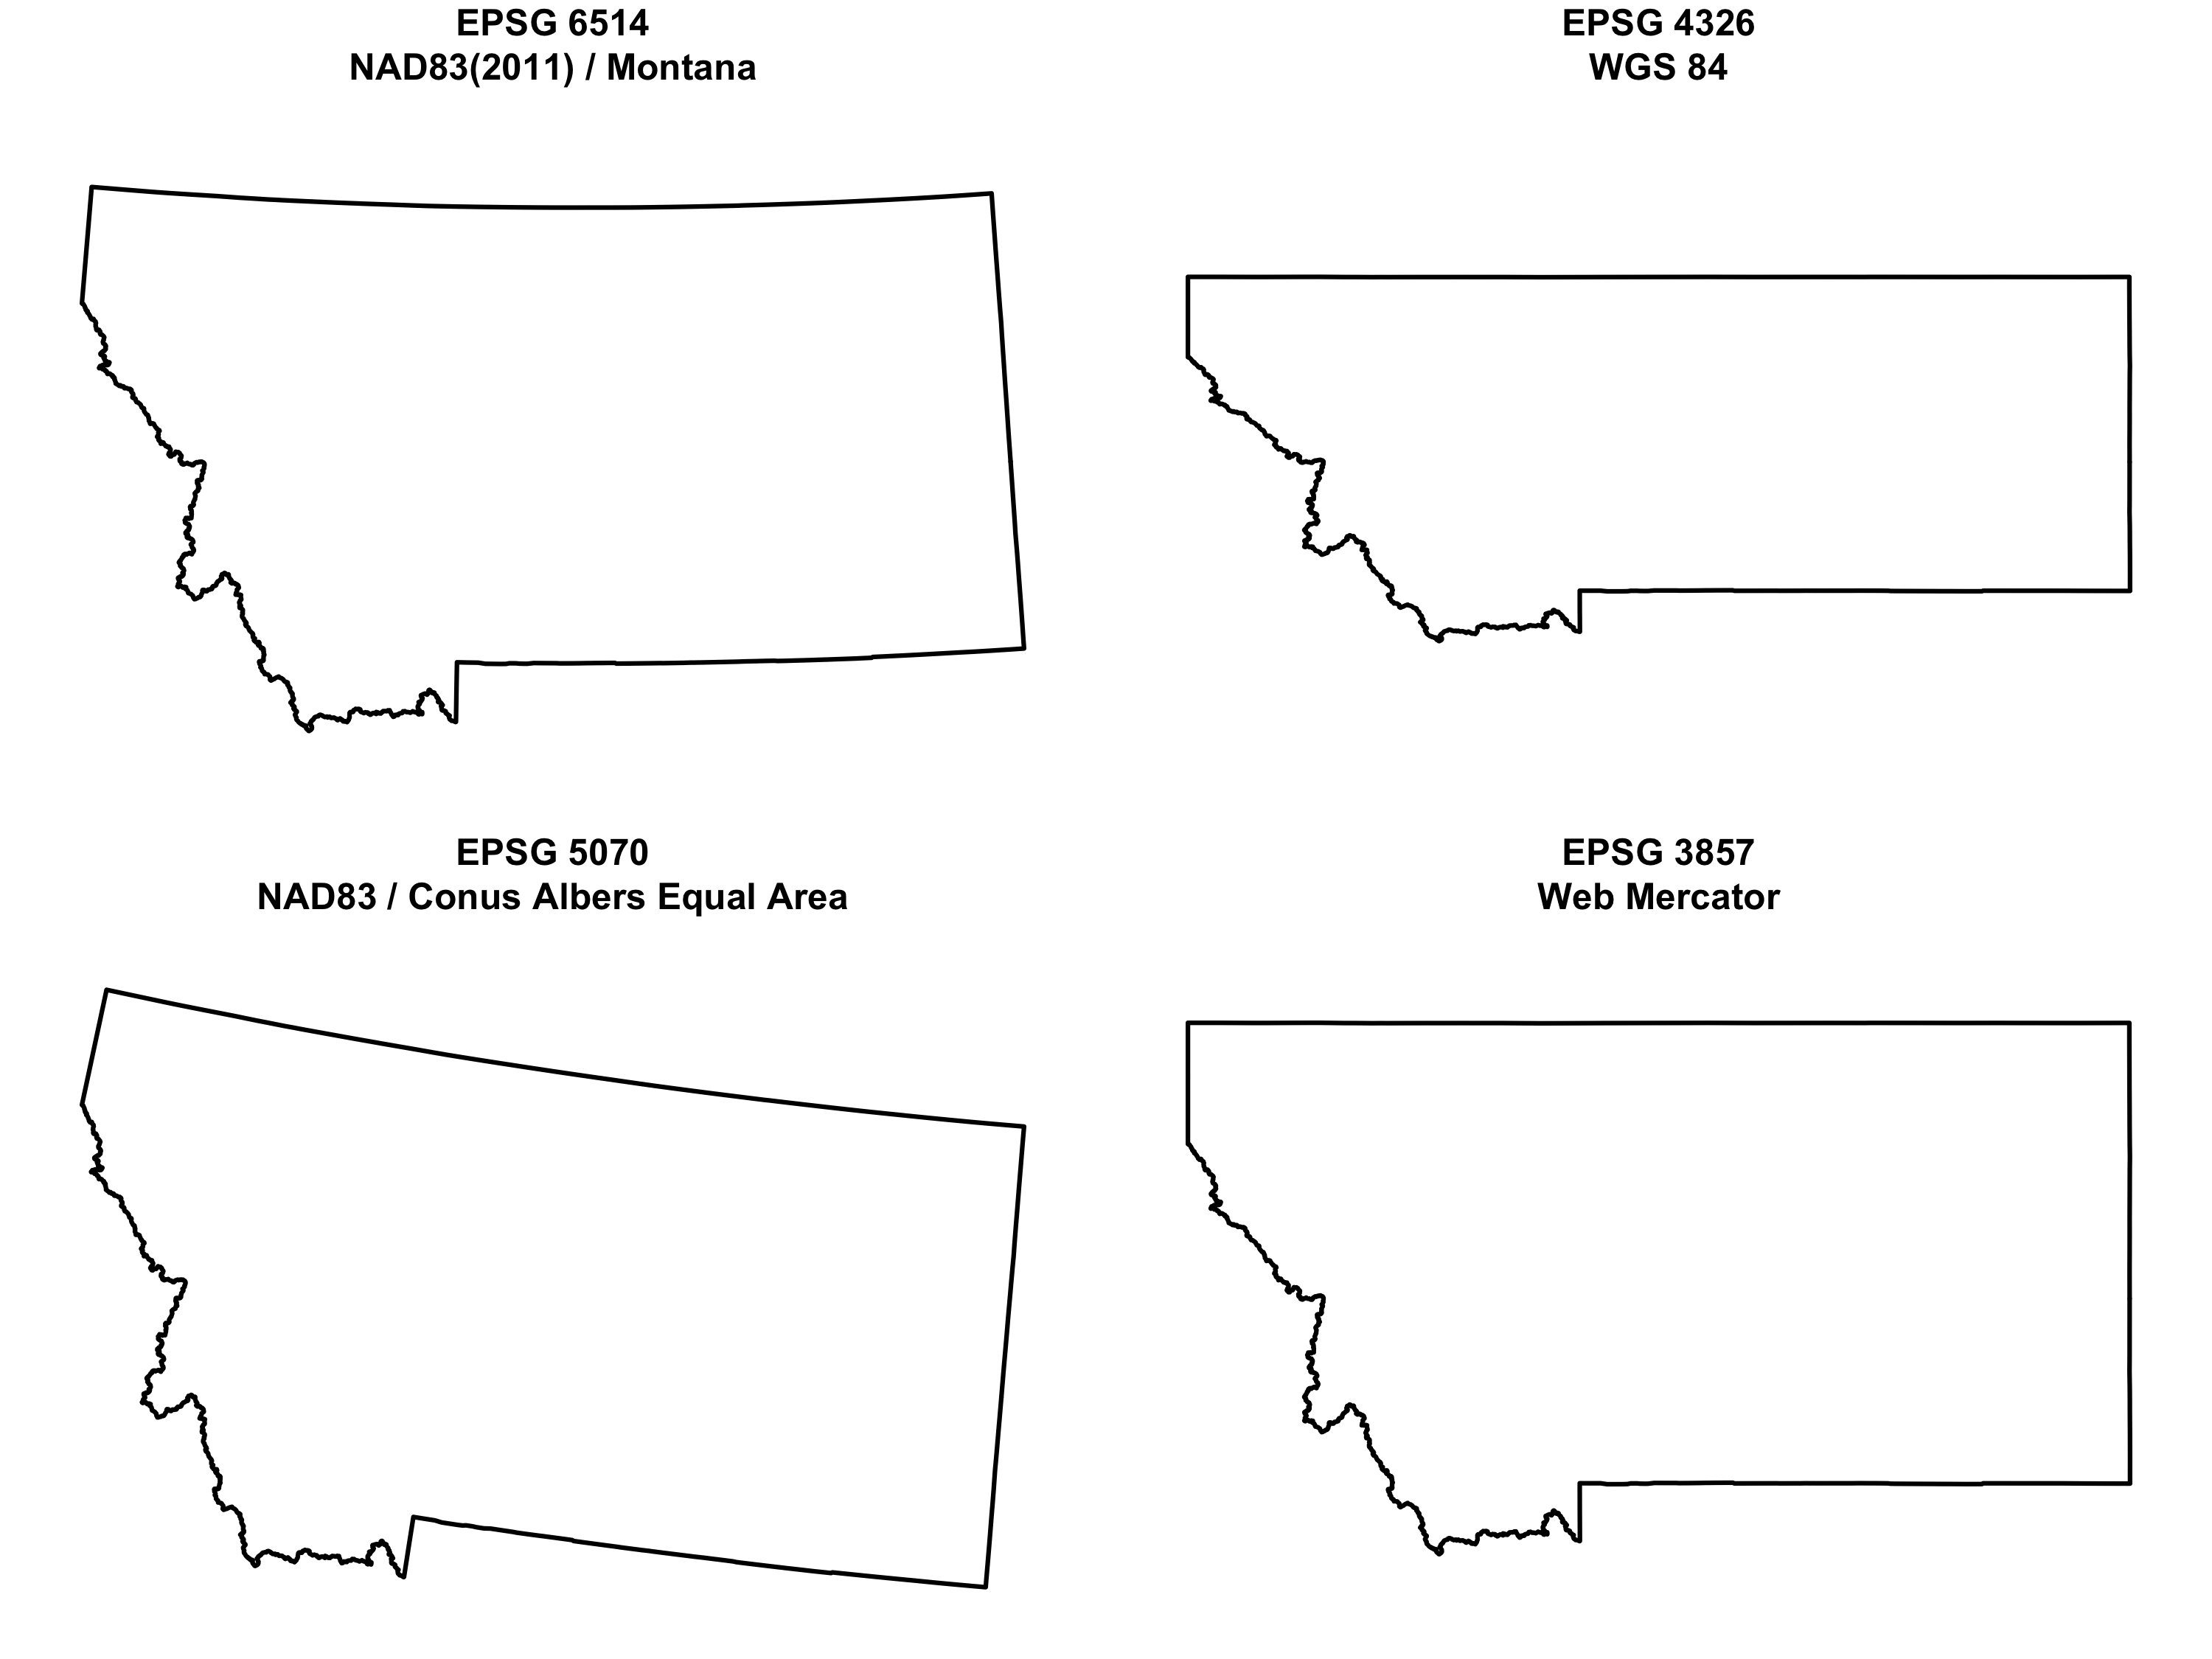 EPSG 6514
NAD83(2011) / Montana
EPSG 4326
WGS 84
EPSG 5070
NAD83 / Conus Albers Equal Area
EPSG 3857
Web Mercator